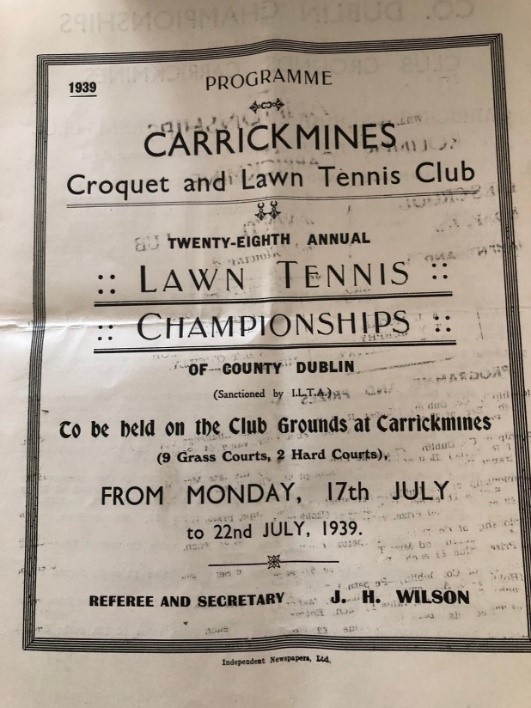 1939
PROGRAMME
CARRICKMINES
Croquet and Lawn Tennis Club
TWENTY-EIGHTH ANNUAL
:: LAWN TENNIS ::
:: CHAMPIONSHIPS ::
OF COUNTY DUBLIN
(Sanctioned by I.L.T.A.)
To be held on the Club Grounds at Carrickmines
(9 Grass Courts, 2 Hard Courts),
FROM MONDAY, 17th JULY
to 22nd JULY, 1939.
REFEREE AND SECRETARY J. H. WILSON
Independent Newspapers, Ltd.